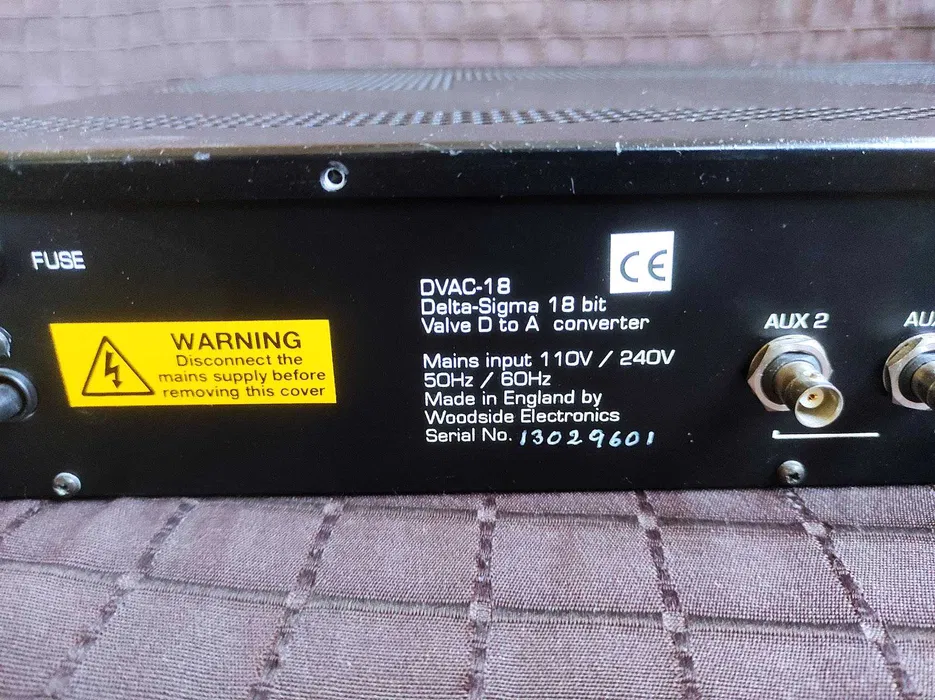 FUSE
WARNING
Disconnect the
mains supply before
removing this cover
CE
DVAC-18
Delta-Sigma 18 bit
Valve D to A converter
Mains input 110V / 240V
50Hz / 60Hz
Made in England by
Woodside Electronics
Serial No. 13029601
AUX 2